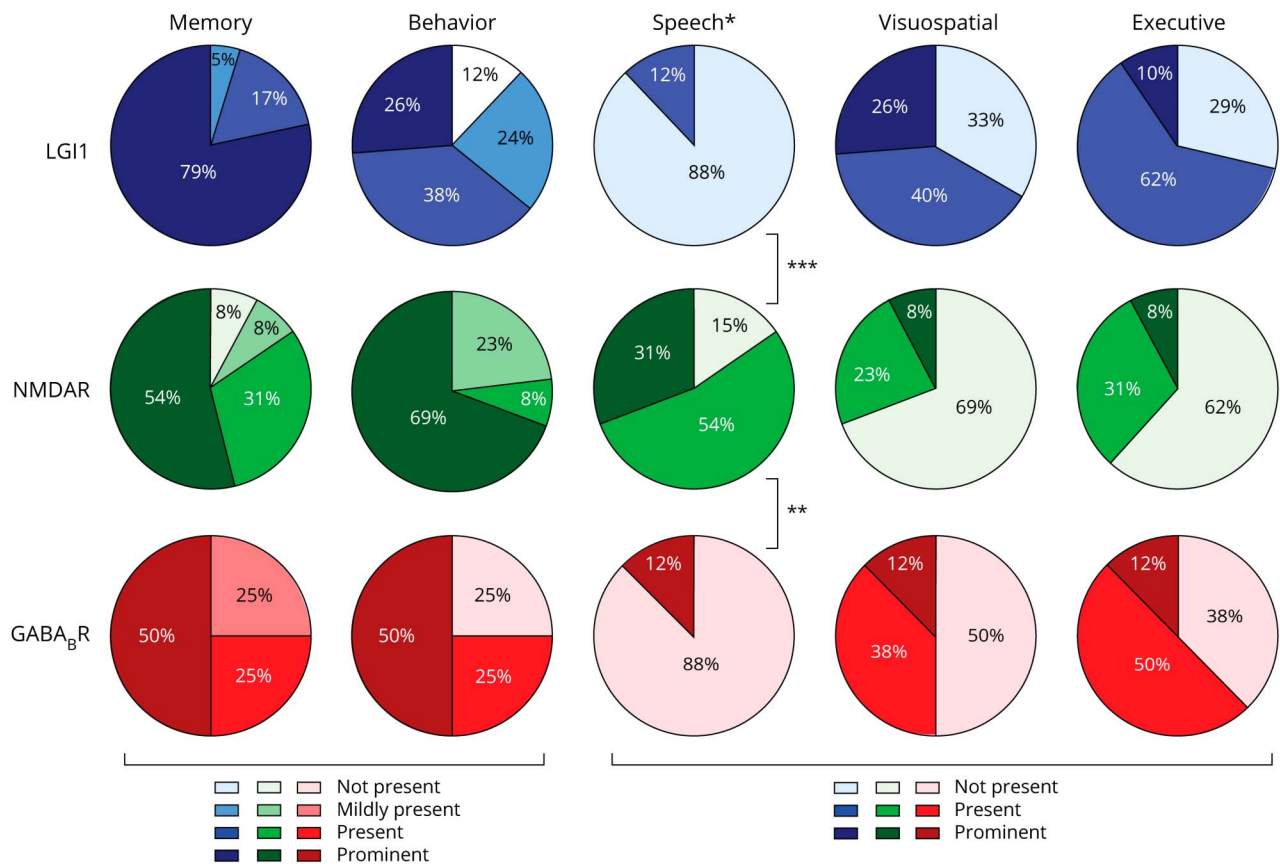 Memory Behavior Speech* Visuospatial Executive
5% 17% 79%
12% 24% 38% 26%
12% 88%
26% 33% 40%
10% 29% 62%
LGI1
***
8% 8% 31% 54%
23% 8% 69%
15% 54% 31%
8% 23% 69%
8% 31% 62%
NMDAR
**
25% 25% 50%
25% 25% 50%
12% 88%
12% 38% 50%
12% 38% 50%
GABA_BR
Not present
Mildly present
Present
Prominent
Not present
Present
Prominent